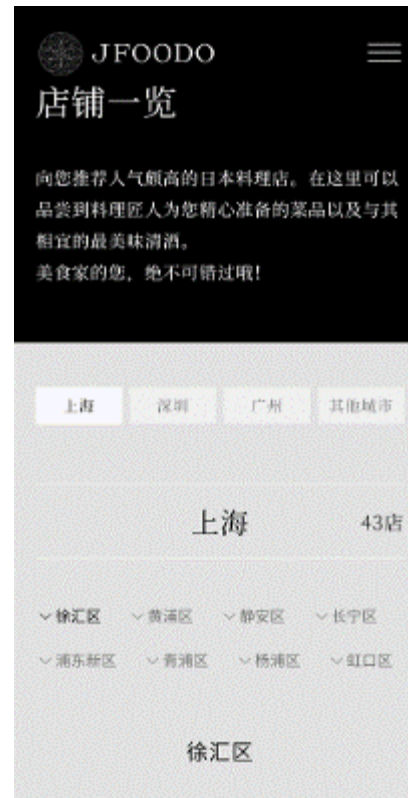 JFOODO
店铺一览
向您推荐人气颇高的日本料理店。在这里可以
品尝到料理匠人为您精心准备的菜品以及与其
相宜的最美味清酒。
美食家的您，绝不可错过哦！
上海 深圳 广州 其他城市
上海 43店
徐汇区 黄浦区 静安区 长宁区
浦东新区 青浦区 杨浦区 虹口区
徐汇区